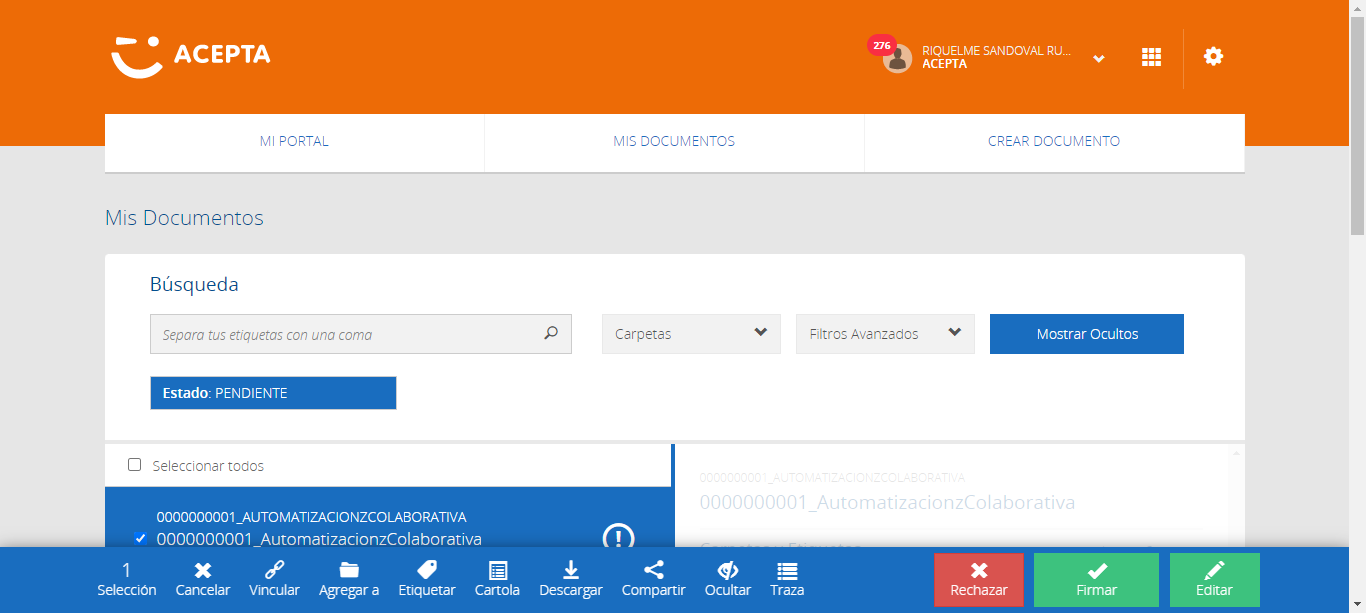 ACEPTA
276
RIQUELME SANDOVAL RU...
ACEPTA
MI PORTAL
MIS DOCUMENTOS
CREAR DOCUMENTO
Mis Documentos
Búsqueda
Separa tus etiquetas con una coma
Carpetas
Filtros Avanzados
Mostrar Ocultos
Estado: PENDIENTE
Seleccionar todos
0000000001_AUTOMATIZACIONZCOLABORATIVA
0000000001_AutomatizacionzColaborativa
0000000001_AUTOMATIZACIONZCOLABORATIVA
0000000001_AutomatizacionzColaborativa
Carpetas y Etiquetas
1
Selección
Cancelar
Vincular
Agregar a
Etiquetar
Cartola
Descargar
Compartir
Ocultar
Traza
Rechazar
Firmar
Editar